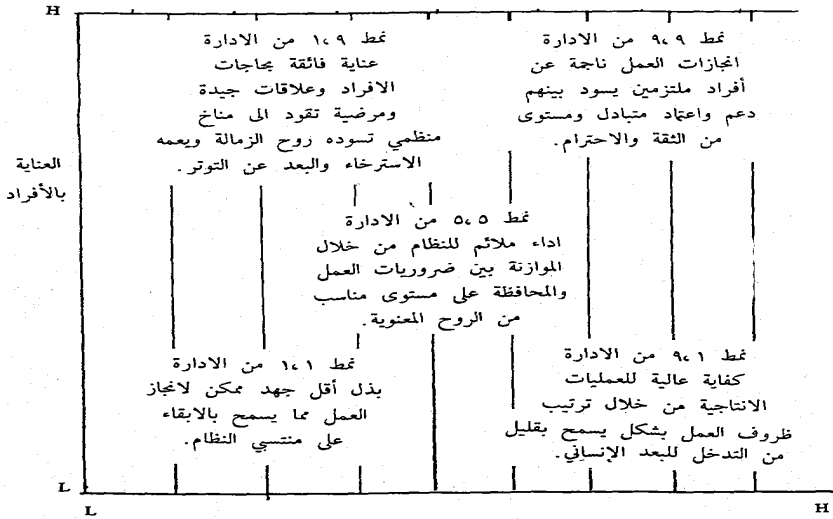 H
نمط ١،٩ من الادارة
عناية فائقة بحاجات
الافراد وعلاقات جيدة
ومرضية تقود الى مناخ
منظمي تسوده روح الزمالة ويعمه
الاسترخاء والبعد عن التوتر.
نمط ٩،٩ من الادارة
انجازات العمل ناجمة عن
أفراد ملتزمين يسود بينهم
دعم واعتماد متبادل ومستوى
من الثقة والاحترام.
العناية
بالأفراد
نمط ٥،٥ من الادارة
اداء ملائم للنظام من خلال
الموازنة بين ضروريات العمل
والمحافظة على مستوى مناسب
من الروح المعنوية.
نمط ١،١ من الادارة
بذل أقل جهد ممكن لانجاز
العمل مما يسمح بالابقاء
على منتسبي النظام.
نمط ٩،١ من الادارة
كفاية عالية للعمليات
الانتاجية من خلال ترتيب
ظروف العمل بشكل يسمح بقليل
من التدخل للبعد الإنساني.
L
L
H